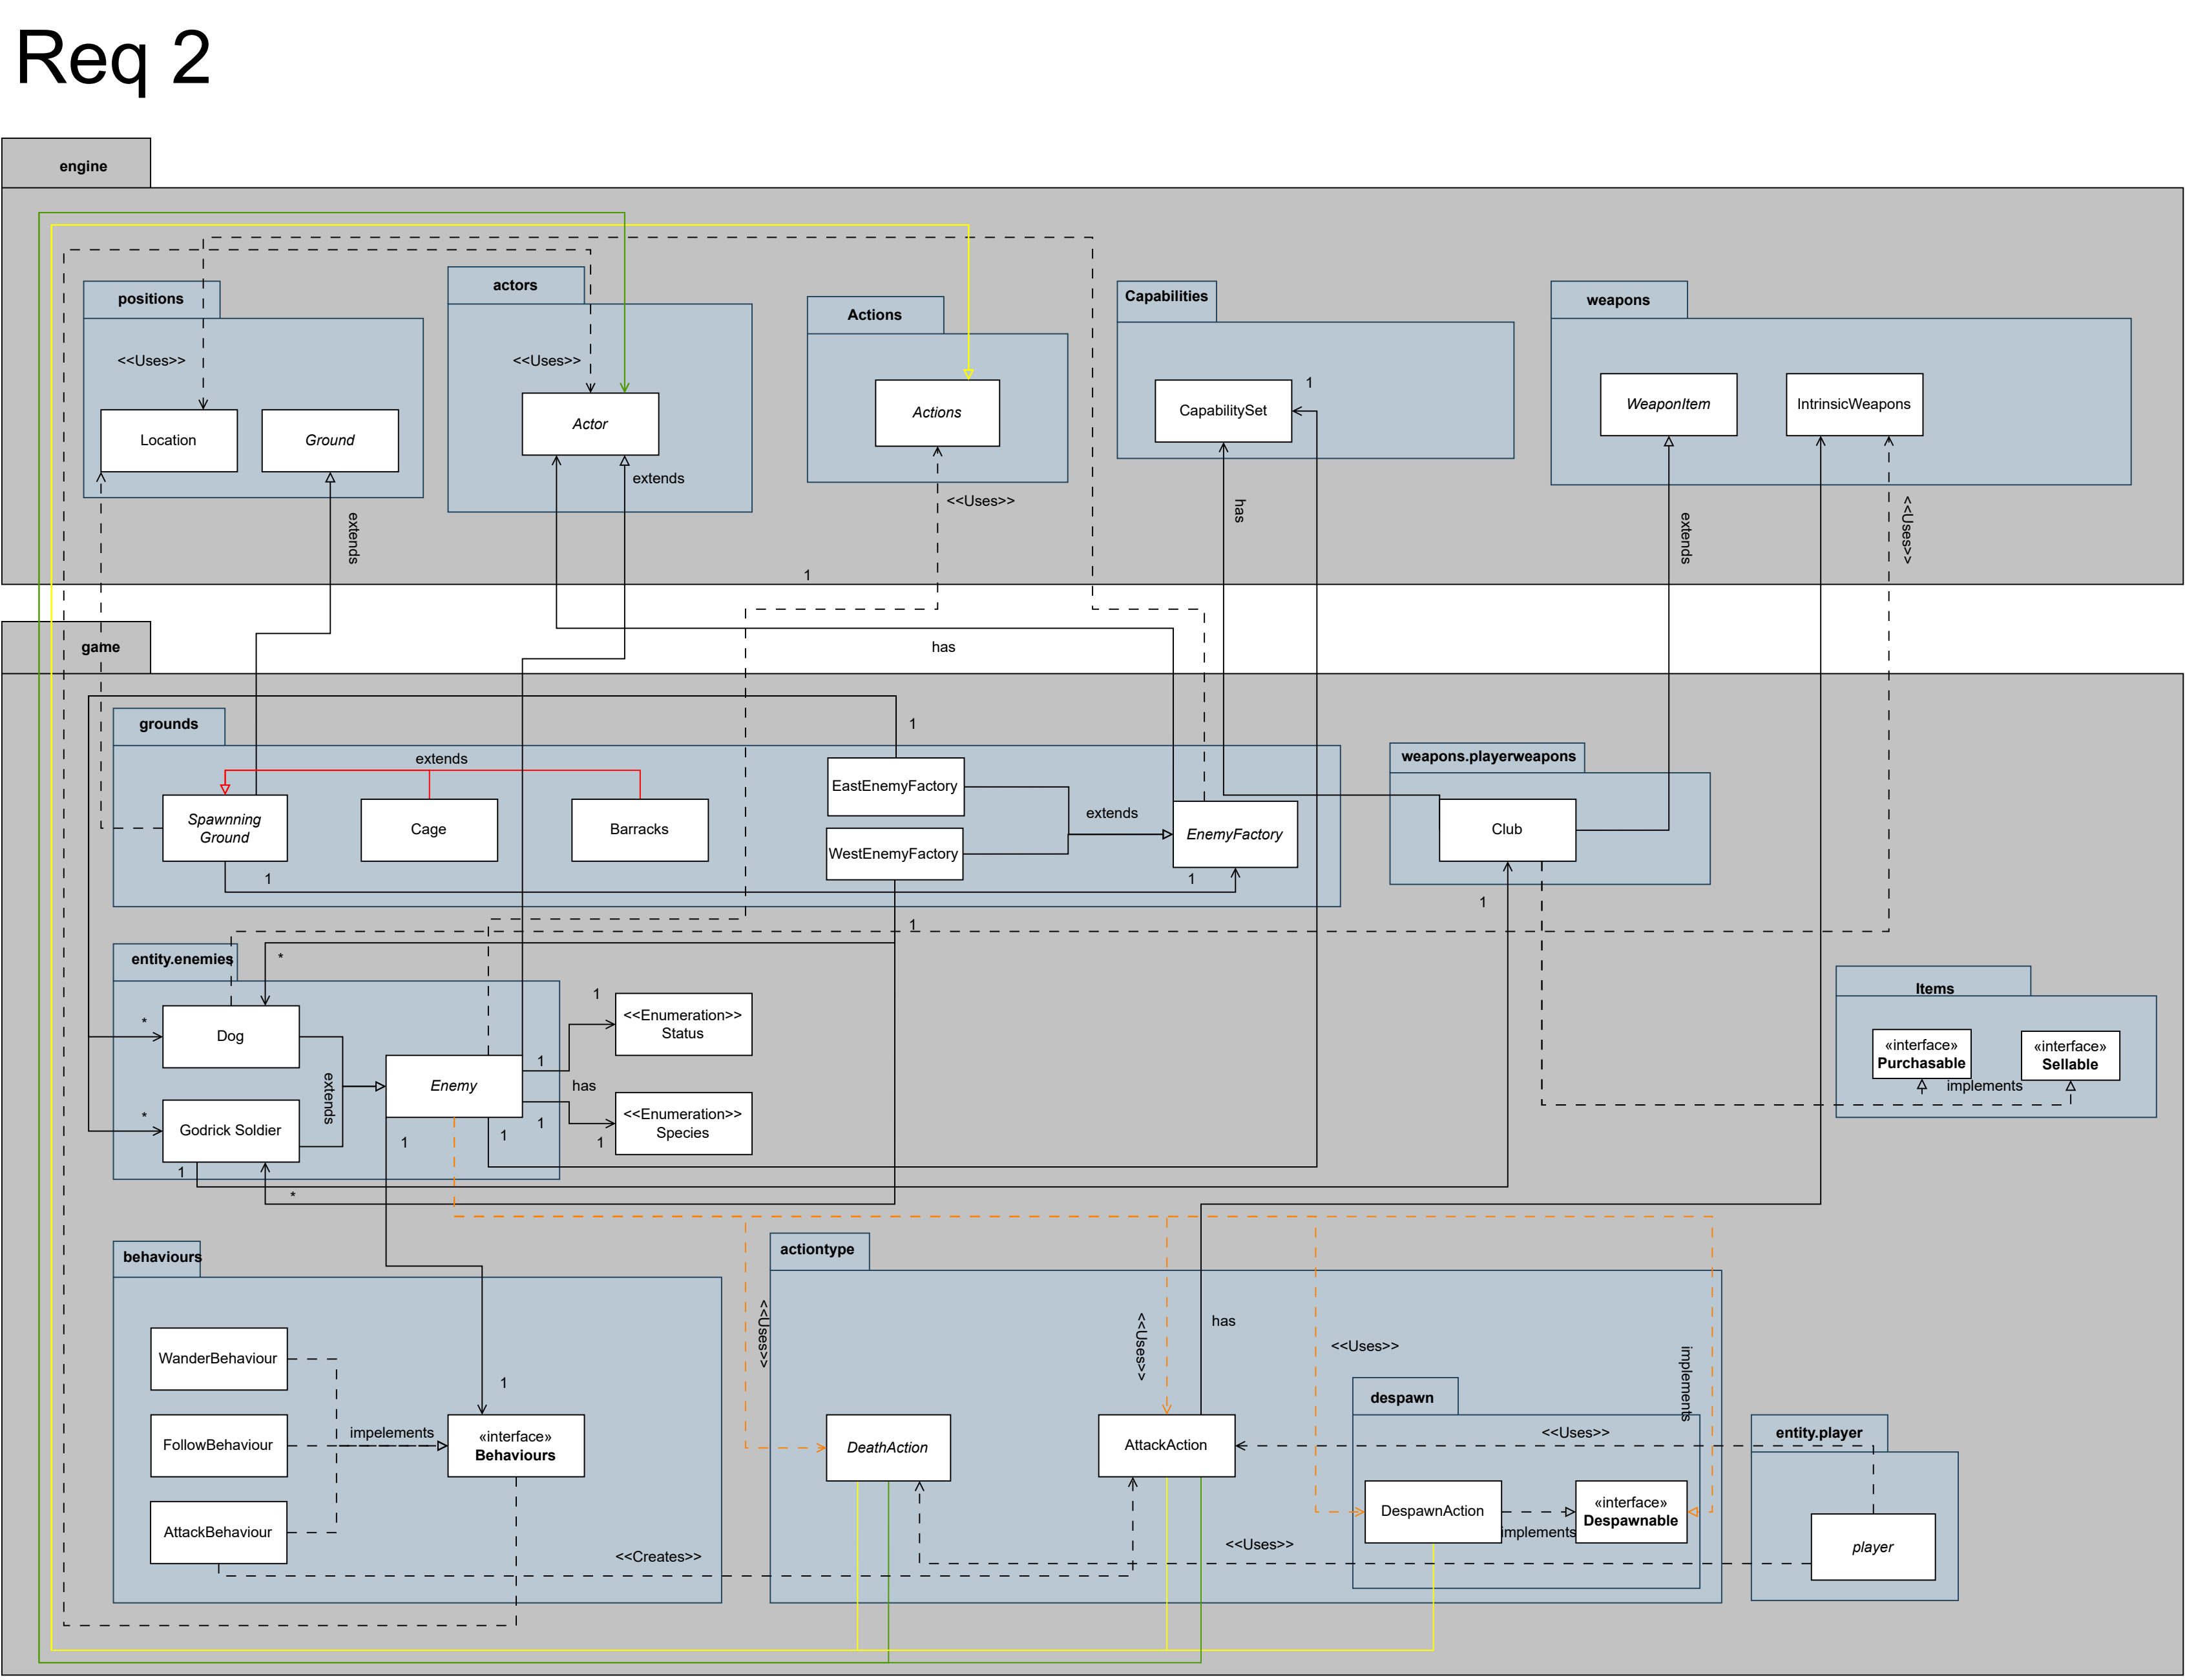 Req 2
engine
positions
actors
Actions
Capabilities
weapons
<<Uses>>
<<Uses>>
Location
Ground
Actor
Actions
CapabilitySet
1
WeaponItem
IntrinsicWeapons
extends
extends
<<Uses>>
has
extends
<<Uses>>
1
game
has
grounds
1
extends
Spawnning
Ground
Cage
Barracks
EastEnemyFactory
WestEnemyFactory
extends
EnemyFactory
1
1
weapons.playerweapons
Club
1
1
entity.enemies
*
*
Dog
*
Godrick Soldier
1
*
extends
Enemy
1
1
<<Enumeration>>
Status
has
1
1
<<Enumeration>>
Species
1
1
Items
«interface»
Purchasable
«interface»
Sellable
implements
behaviours
WanderBehaviour
FollowBehaviour
AttackBehaviour
impelements
1
«interface»
Behaviours
<<Creates>>
actiontype
<<Uses>>
<<Uses>>
has
<<Uses>>
implements
DeathAction
AttackAction
despawn
<<Uses>>
DespawnAction
implements
«interface»
Despawnable
<<Uses>>
entity.player
player